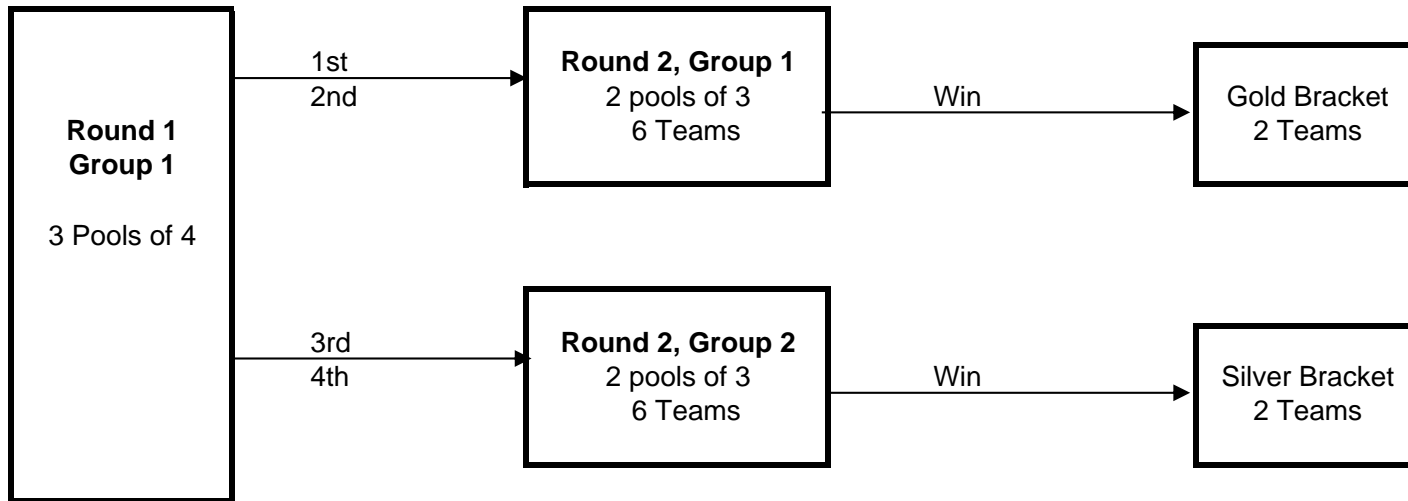 Round 1
Group 1
3 Pools of 4
1st
2nd
Round 2, Group 1
2 pools of 3
6 Teams
Win
Gold Bracket
2 Teams
3rd
4th
Round 2, Group 2
2 pools of 3
6 Teams
Win
Silver Bracket
2 Teams